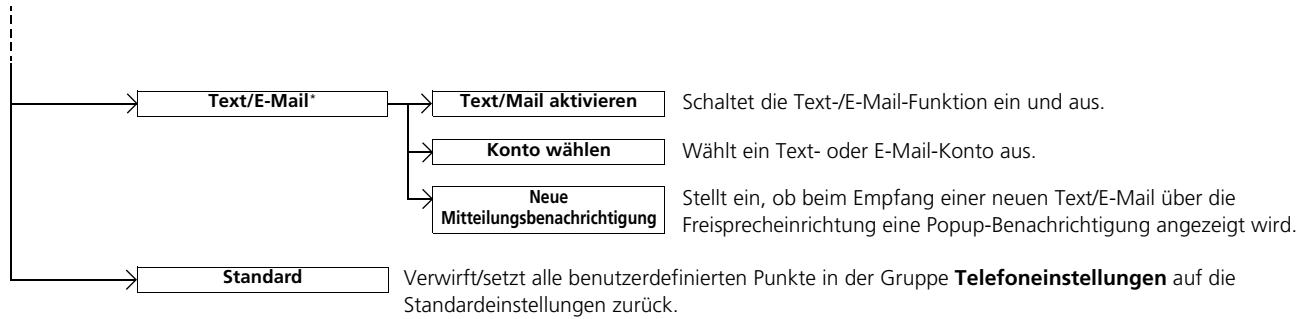 Text/E-Mail*
Text/Mail aktivieren
Schaltet die Text-/E-Mail-Funktion ein und aus.
Konto wählen
Wählt ein Text- oder E-Mail-Konto aus.
Neue
Mitteilungsbenachrichtigung
Stellt ein, ob beim Empfang einer neuen Text/E-Mail über die
Freisprecheinrichtung eine Popup-Benachrichtigung angezeigt wird.
Standard
Verwirft/setzt alle benutzerdefinierten Punkte in der Gruppe Telefoneinstellungen auf die
Standardeinstellungen zurück.